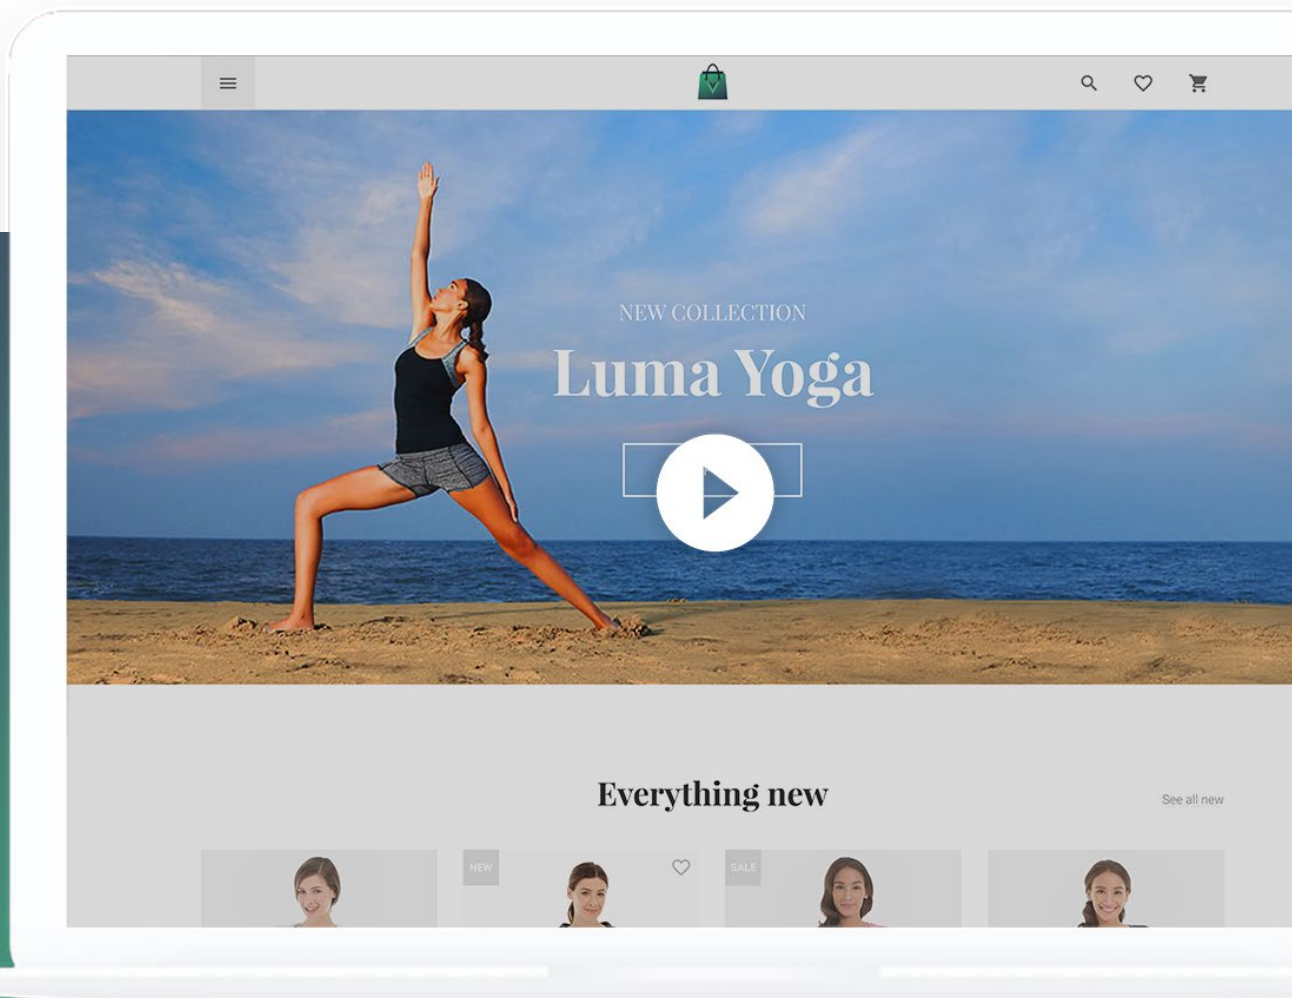 NEW COLLECTION
Luma Yoga
Everything new
See all new
NEW
SALE